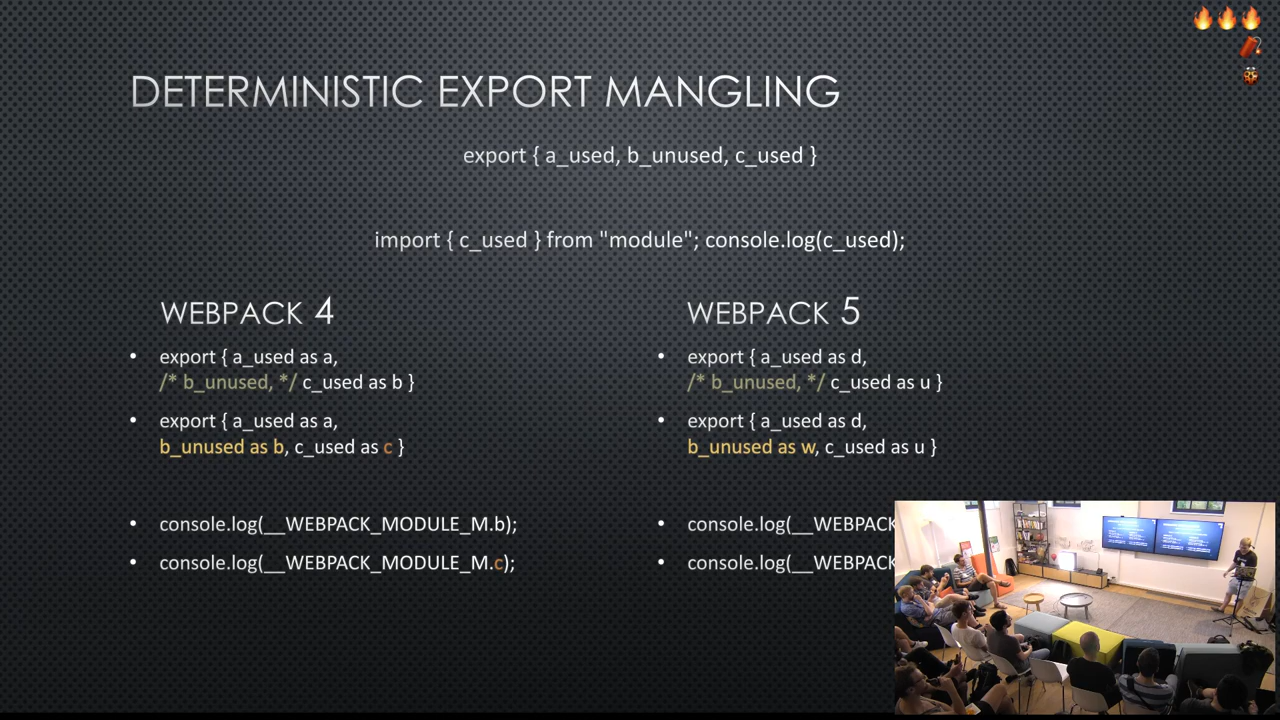 DETERMINISTIC EXPORT MANGLING
export { a_used, b_unused, c_used }
import { c_used } from "module"; console.log(c_used);
WEBPACK 4
• export { a_used as a,
/* b_unused, */ c_used as b }
• export { a_used as a,
b_unused as b, c_used as c }
• console.log(__WEBPACK_MODULE_M.b);
• console.log(__WEBPACK_MODULE_M.c);
WEBPACK 5
• export { a_used as d,
/* b_unused, */ c_used as u }
• export { a_used as d,
b_unused as w, c_used as u }
• console.log(__WEBPACK
• console.log(__WEBPACK